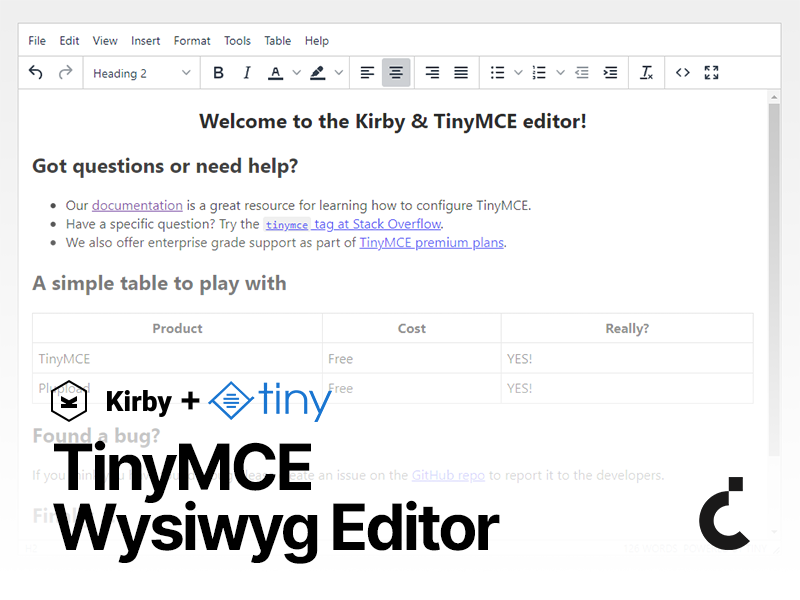 File Edit View Insert Format Tools Table Help
Heading 2 B I A
Welcome to the Kirby & TinyMCE editor!
Got questions or need help?
Our documentation is a great resource for learning how to configure TinyMCE.
Have a specific question? Try the tinymce tag at Stack Overflow.
We also offer enterprise grade support as part of TinyMCE premium plans.
A simple table to play with
Product Cost Really?
TinyMCE Free YES!
Plupload Free YES!
Kirby + tiny
Found a bug?
If you an issue on the GitHub repo to report it to the developers.
TinyMCE
Wysiwyg Editor